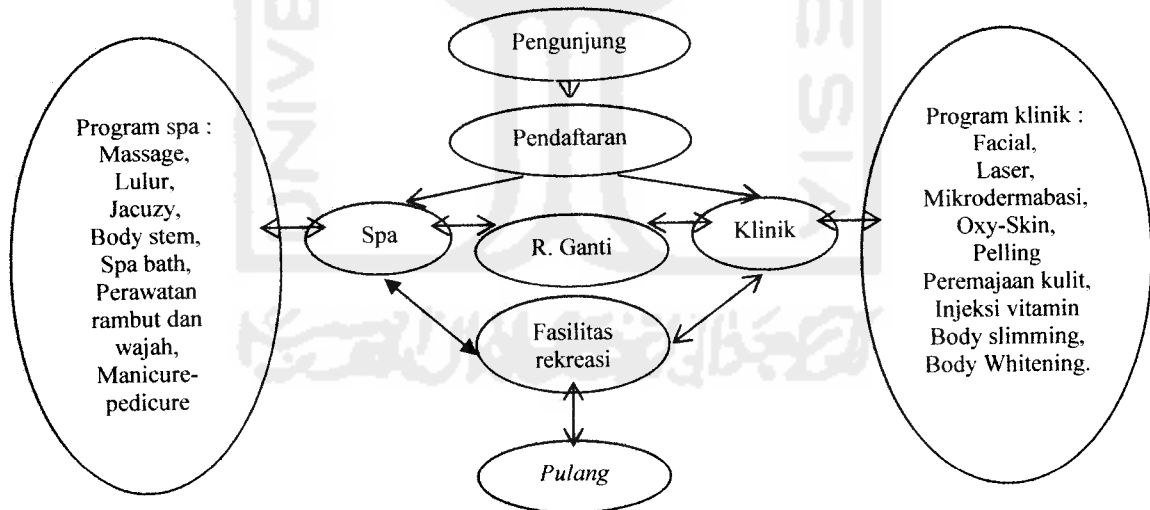 Pengunjung
Pendaftaran
Program spa :
Massage,
Lulur,
Jacuzy,
Body stem,
Spa bath,
Perawatan
rambut dan
wajah,
Manicure-
pedicure
Spa
R. Ganti
Klinik
Fasilitas
rekreasi
Pulang
Program klinik :
Facial,
Laser,
Mikrodermabasi,
Oxy-Skin,
Pelling
Peremajaan kulit,
Injeksi vitamin
Body slimming,
Body Whitening.